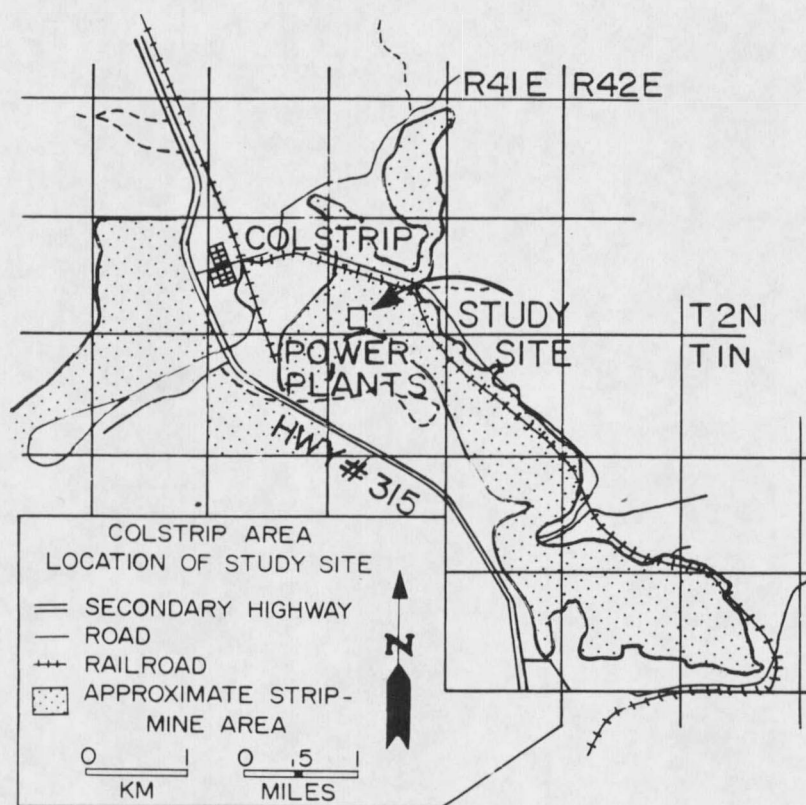 R41E R42E
COLSTRIP
STUDY
SITE
T2N
T1N
POWER
PLANTS
HWY # 315
COLSTRIP AREA
LOCATION OF STUDY SITE
SECONDARY HIGHWAY
ROAD
RAILROAD
APPROXIMATE STRIP-
MINE AREA
N
0 1
KM
0 .5 1
MILES